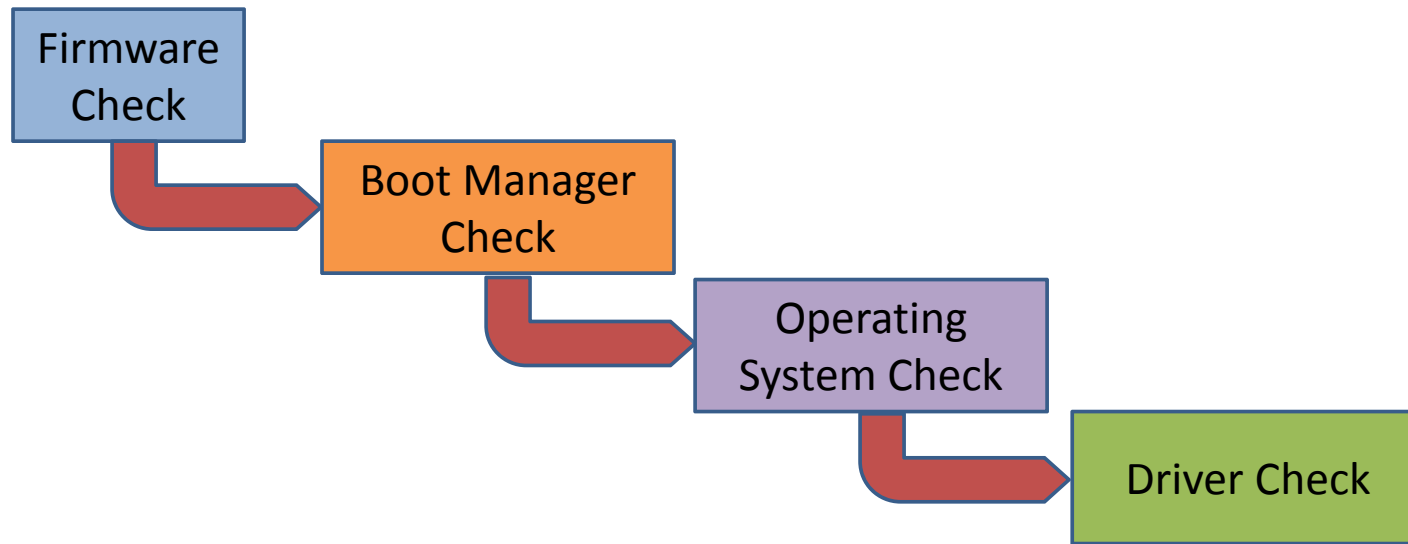 Firmware
Check
Boot Manager
Check
Operating
System Check
Driver Check